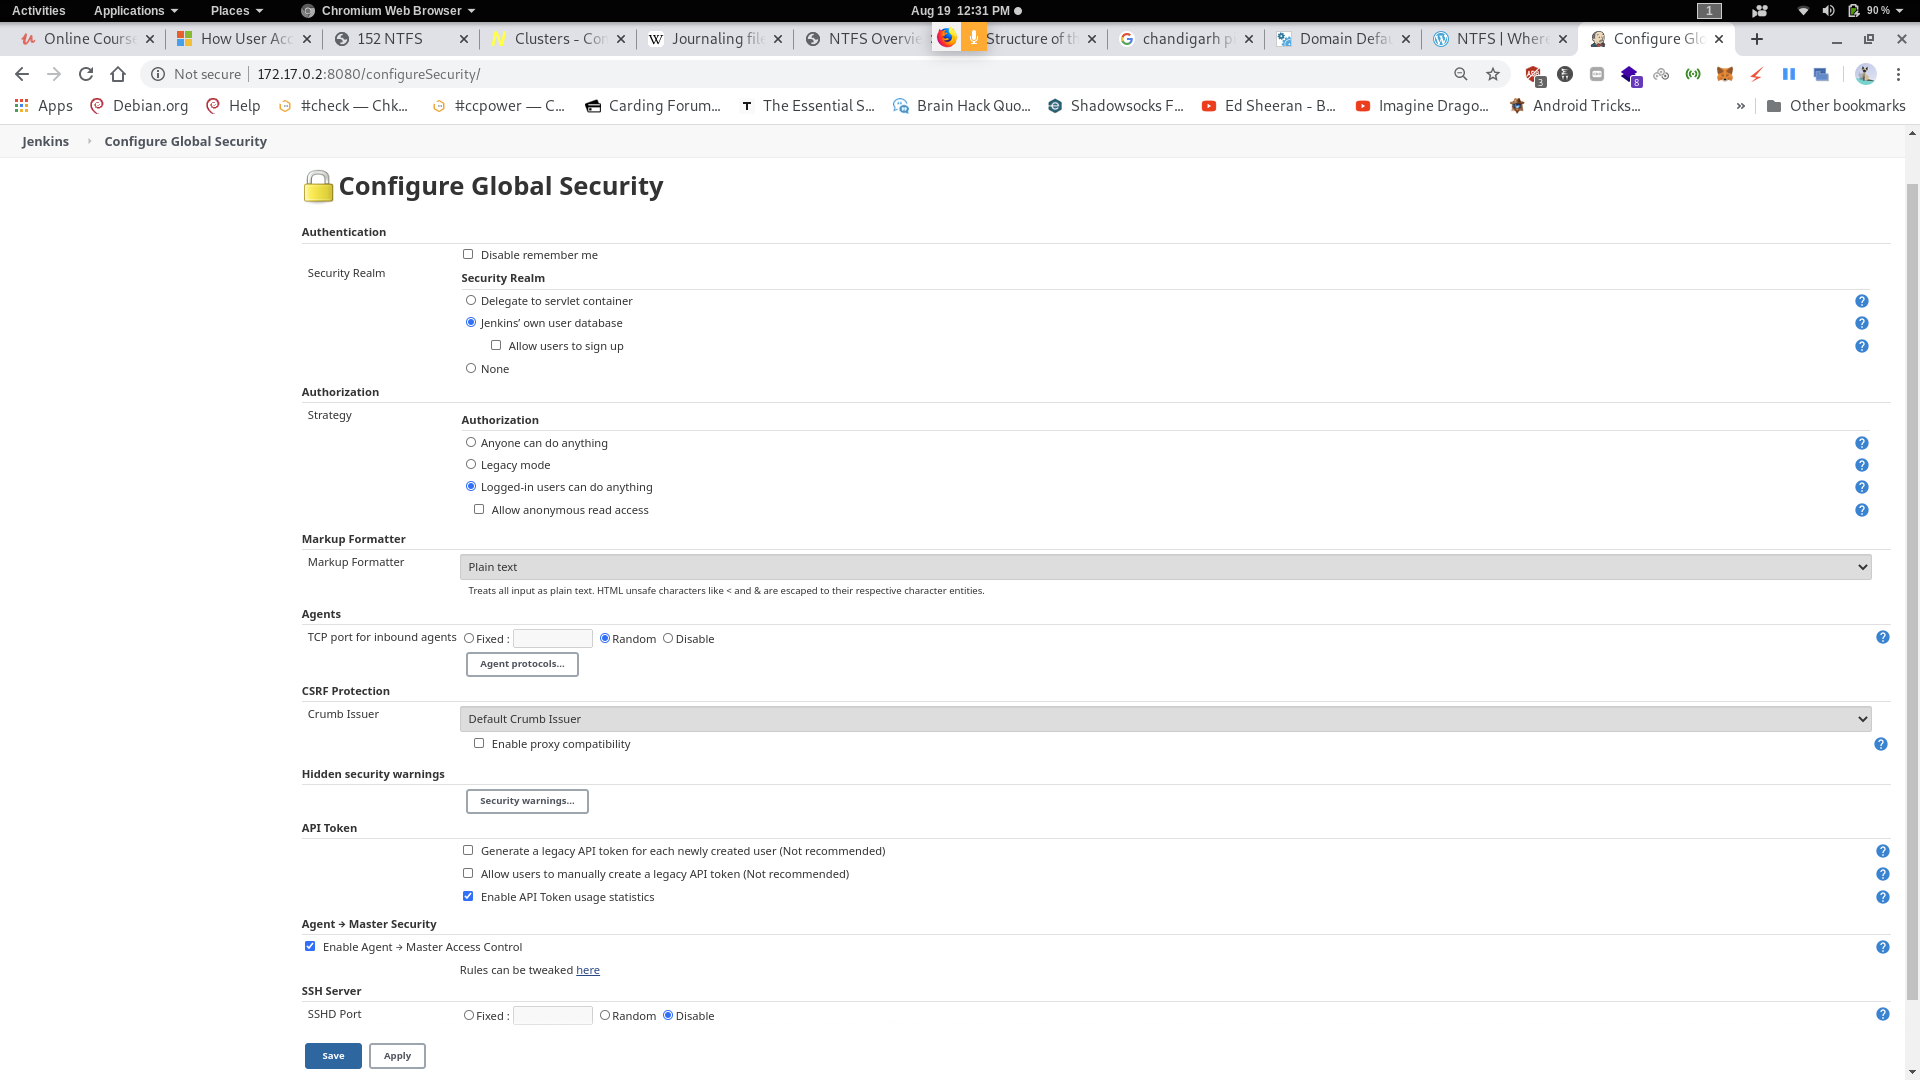 Activities Applications Places Chromium Web Browser Aug 19 12:31 PM 1 90 %
Online Course How User Acc 152 NTFS Clusters - Con Journaling file NTFS Overvie Structure of th chandigarh p Domain Defau NTFS | Where Configure Glo
Not secure 172.17.0.2:8080/configureSecurity/ 3 8
Apps Debian.org Help #check — Chk... #ccpower — C... Carding Forum... The Essential S... Brain Hack Quo... Shadowsocks F... Ed Sheeran - B... Imagine Drago... Android Tricks... » Other bookmarks
Jenkins Configure Global Security
Configure Global Security
Authentication
Disable remember me
Security Realm
Security Realm
Delegate to servlet container
Jenkins’ own user database
Allow users to sign up
None
Authorization
Strategy
Authorization
Anyone can do anything
Legacy mode
Logged-in users can do anything
Allow anonymous read access
Markup Formatter
Markup Formatter Plain text
Treats all input as plain text. HTML unsafe characters like < and & are escaped to their respective character entities.
Agents
TCP port for inbound agents Fixed : Random Disable
Agent protocols...
CSRF Protection
Crumb Issuer Default Crumb Issuer
Enable proxy compatibility
Hidden security warnings
Security warnings...
API Token
Generate a legacy API token for each newly created user (Not recommended)
Allow users to manually create a legacy API token (Not recommended)
Enable API Token usage statistics
Agent → Master Security
Enable Agent → Master Access Control
Rules can be tweaked here
SSH Server
SSHD Port Fixed : Random Disable
Save Apply